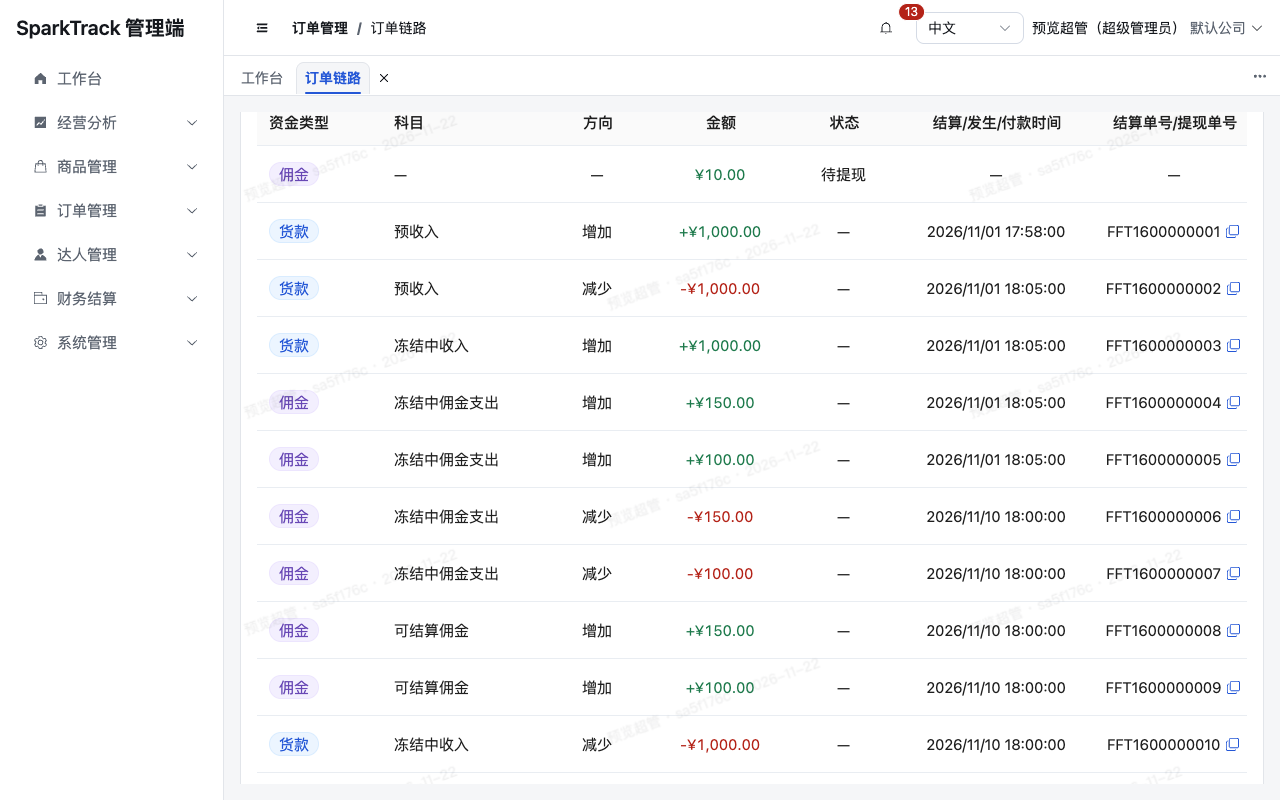 SparkTrack 管理端
订单管理 / 订单链路
13
中文
预览超管（超级管理员）
默认公司
工作台
经营分析
商品管理
订单管理
达人管理
财务结算
系统管理
工作台
订单链路
资金类型 科目 方向 金额 状态 结算/发生/付款时间 结算单号/提现单号
佣金 — — ¥10.00 待提现 — —
货款 预收入 增加 +¥1,000.00 — 2026/11/01 17:58:00 FFT1600000001
货款 预收入 减少 -¥1,000.00 — 2026/11/01 18:05:00 FFT1600000002
货款 冻结中收入 增加 +¥1,000.00 — 2026/11/01 18:05:00 FFT1600000003
佣金 冻结中佣金支出 增加 +¥150.00 — 2026/11/01 18:05:00 FFT1600000004
佣金 冻结中佣金支出 增加 +¥100.00 — 2026/11/01 18:05:00 FFT1600000005
佣金 冻结中佣金支出 减少 -¥150.00 — 2026/11/10 18:00:00 FFT1600000006
佣金 冻结中佣金支出 减少 -¥100.00 — 2026/11/10 18:00:00 FFT1600000007
佣金 可结算佣金 增加 +¥150.00 — 2026/11/10 18:00:00 FFT1600000008
佣金 可结算佣金 增加 +¥100.00 — 2026/11/10 18:00:00 FFT1600000009
货款 冻结中收入 减少 -¥1,000.00 — 2026/11/10 18:00:00 FFT1600000010
预览超管 · sa5f176c · 2026-11-22